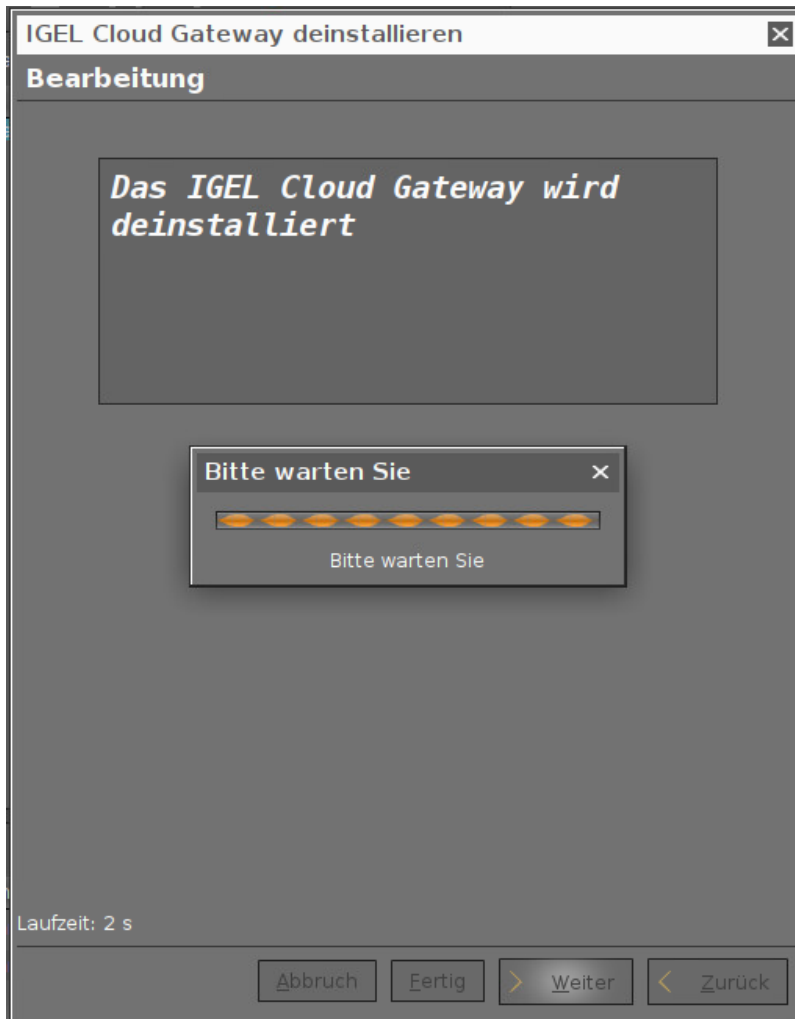 IGEL Cloud Gateway deinstallieren
Bearbeitung
Das IGEL Cloud Gateway wird
deinstalliert
Bitte warten Sie
Bitte warten Sie
Laufzeit: 2 s
Abbruch Fertig Weiter Zurück